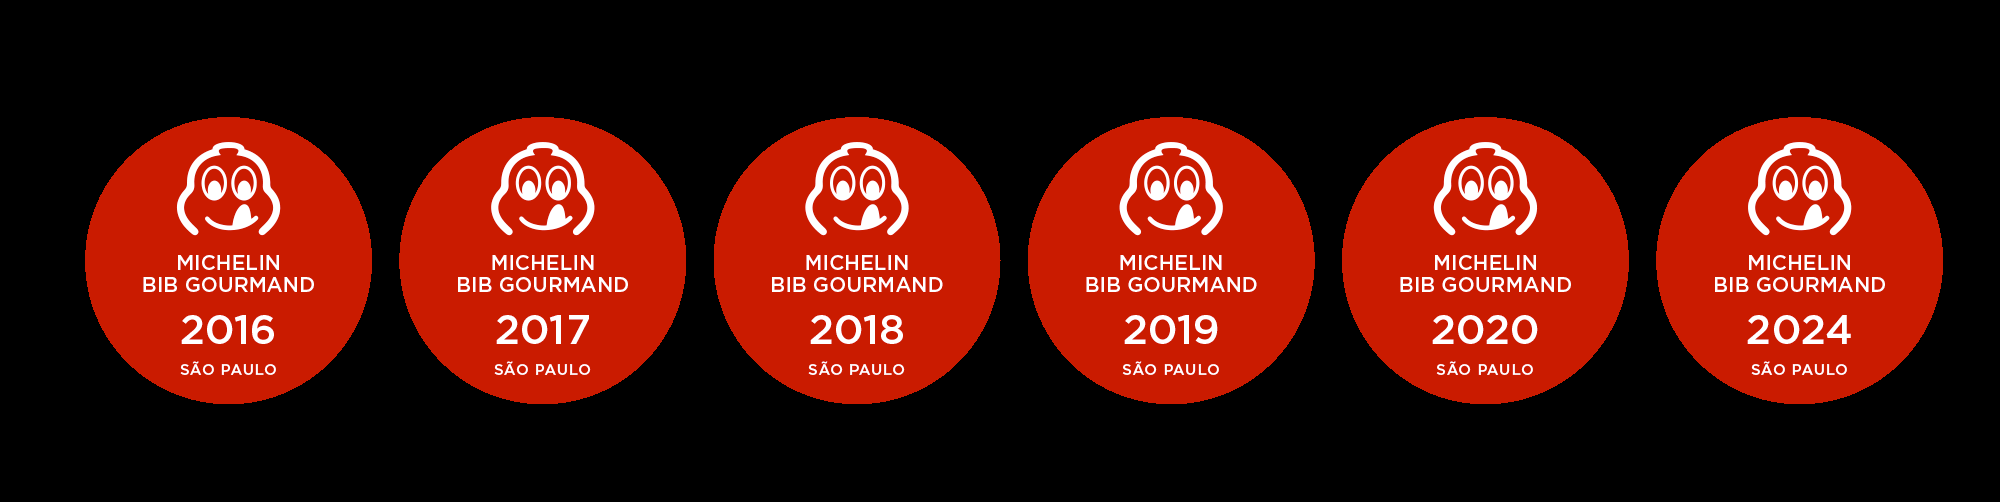 MICHELIN
BIB GOURMAND
2016
SÃO PAULO
MICHELIN
BIB GOURMAND
2017
SÃO PAULO
MICHELIN
BIB GOURMAND
2018
SÃO PAULO
MICHELIN
BIB GOURMAND
2019
SÃO PAULO
MICHELIN
BIB GOURMAND
2020
SÃO PAULO
MICHELIN
BIB GOURMAND
2024
SÃO PAULO